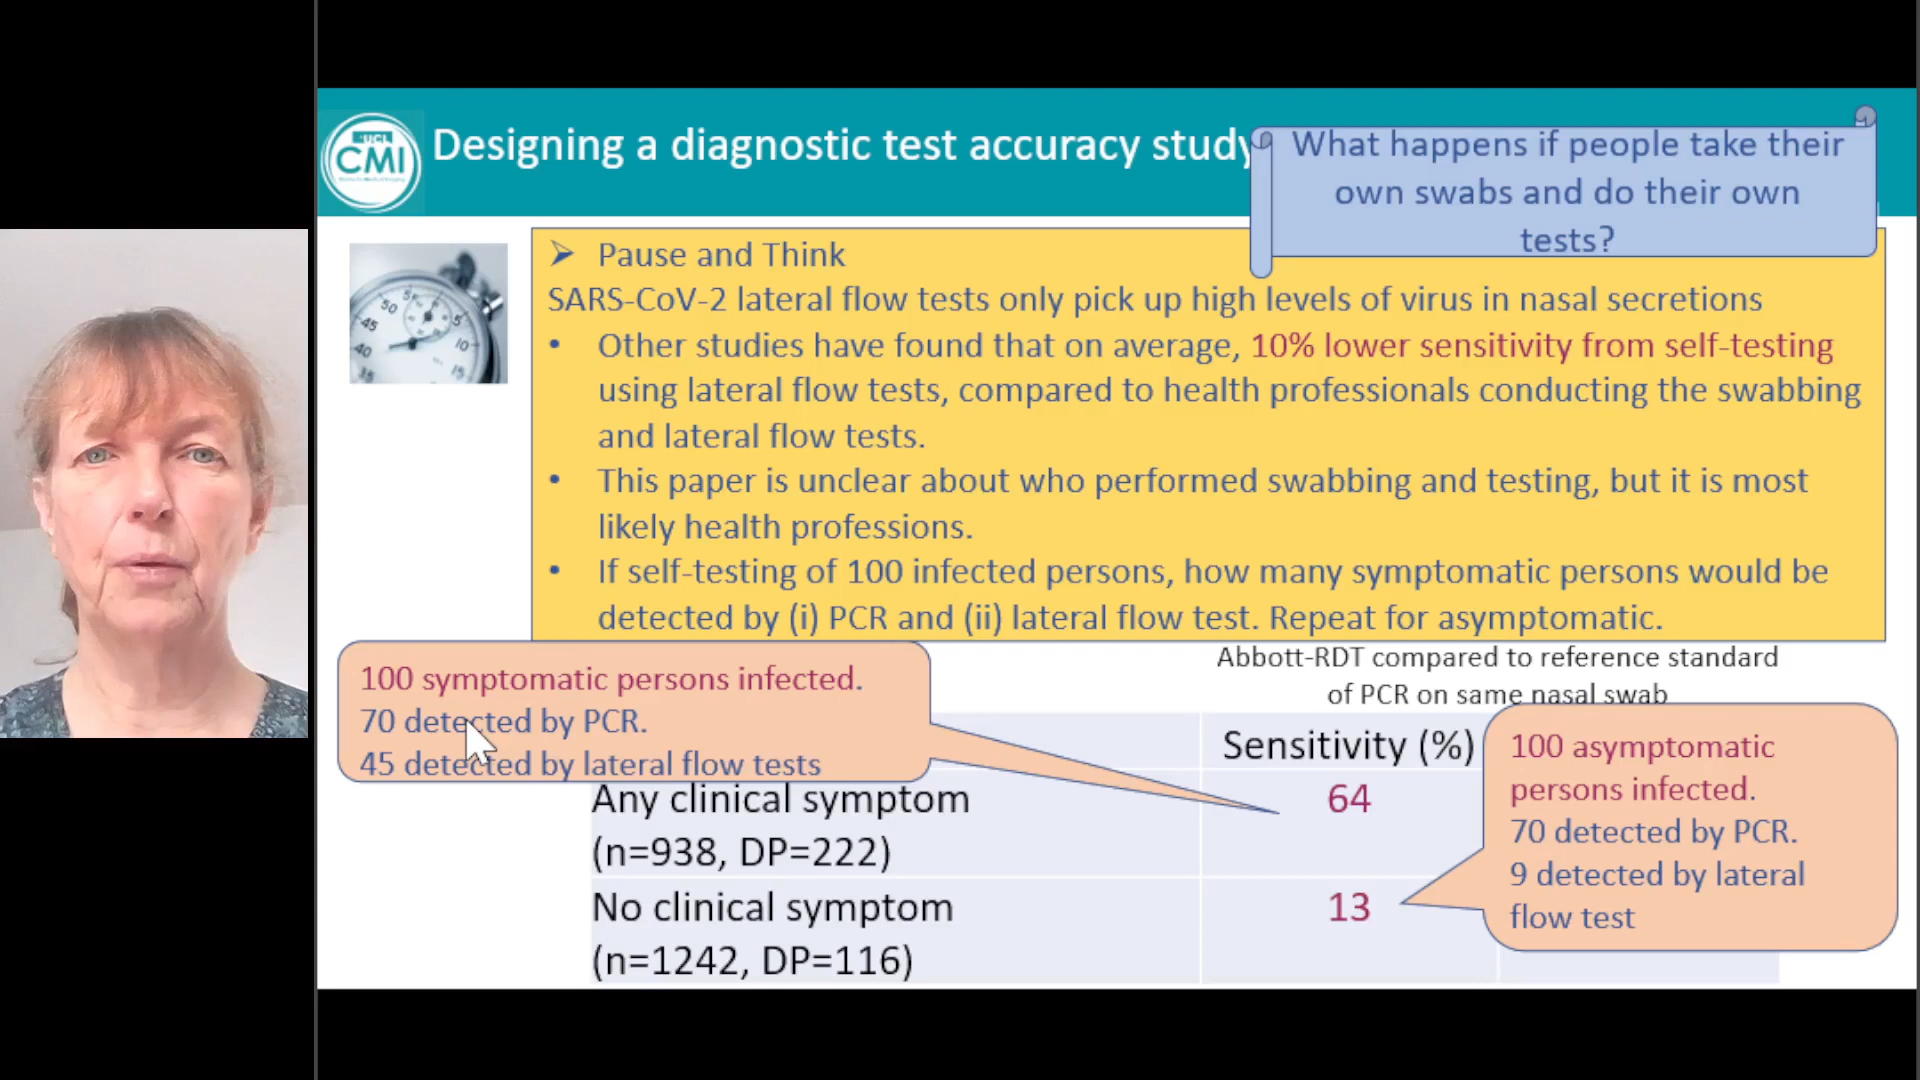 UCL
CMI
Designing a diagnostic test accuracy study
What happens if people take their
own swabs and do their own
tests?
➢ Pause and Think
SARS-CoV-2 lateral flow tests only pick up high levels of virus in nasal secretions
• Other studies have found that on average, 10% lower sensitivity from self-testing
using lateral flow tests, compared to health professionals conducting the swabbing
and lateral flow tests.
• This paper is unclear about who performed swabbing and testing, but it is most
likely health professions.
• If self-testing of 100 infected persons, how many symptomatic persons would be
detected by (i) PCR and (ii) lateral flow test. Repeat for asymptomatic.
100 symptomatic persons infected.
70 detected by PCR.
45 detected by lateral flow tests
Abbott-RDT compared to reference standard
of PCR on same nasal swab
Sensitivity (%)
Any clinical symptom
(n=938, DP=222)
64
No clinical symptom
(n=1242, DP=116)
13
100 asymptomatic
persons infected.
70 detected by PCR.
9 detected by lateral
flow test